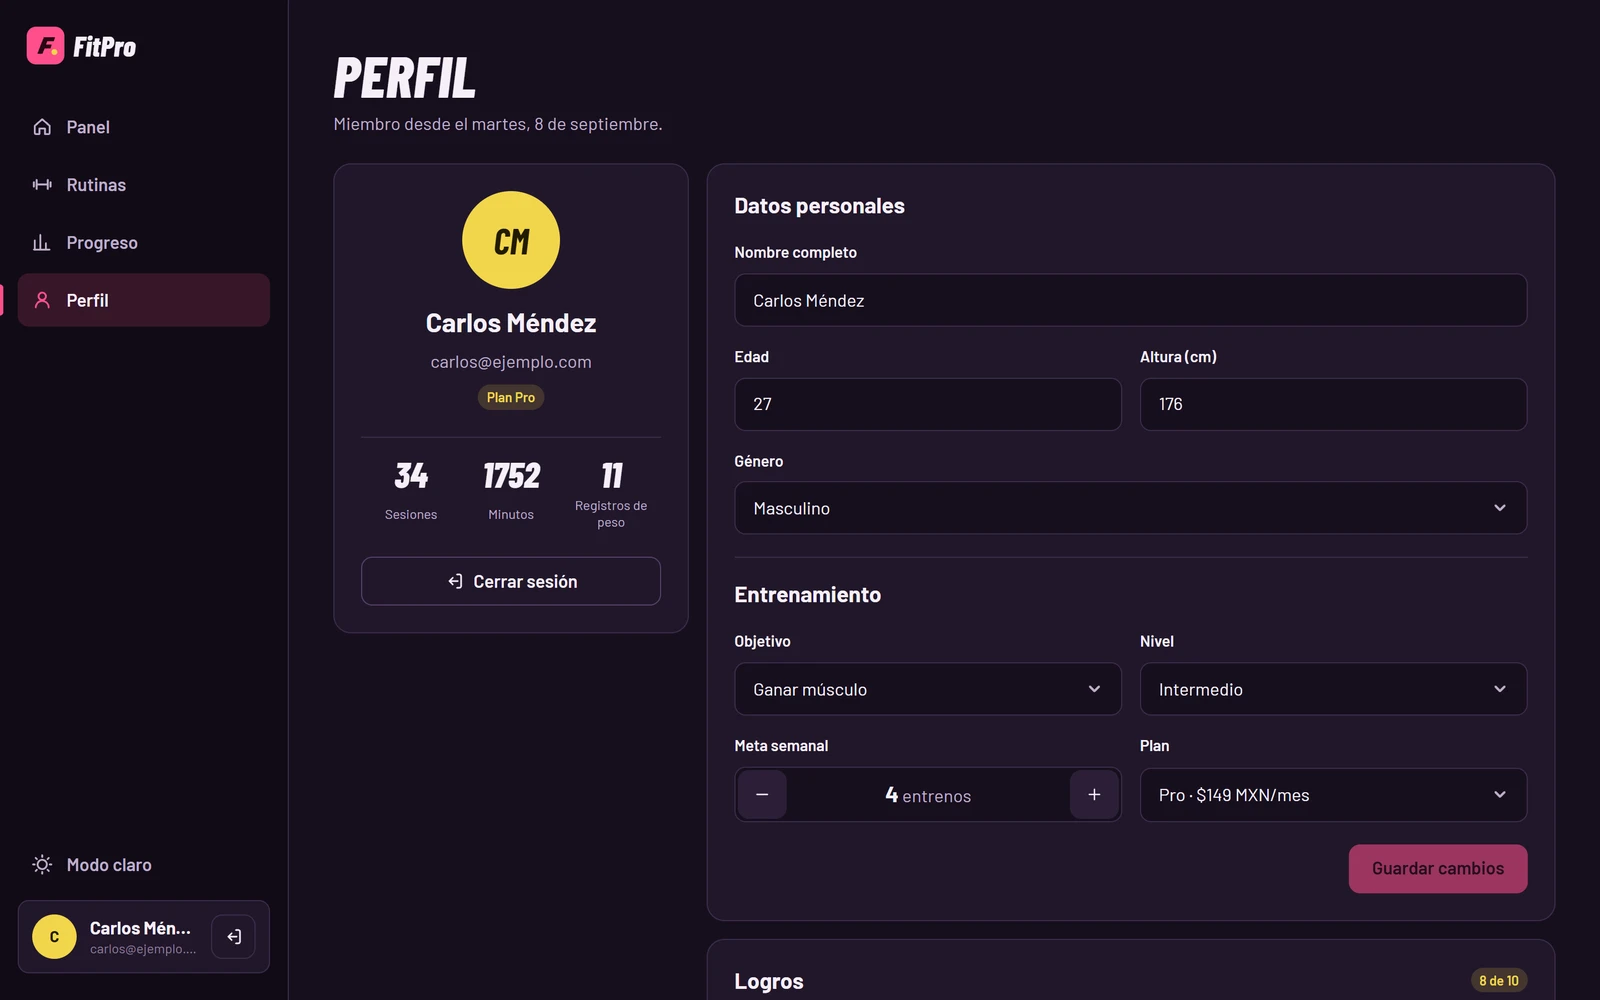 F. FitPro
Panel
Rutinas
Progreso
Perfil
Modo claro
C
Carlos Mén...
carlos@ejemplo....
PERFIL
Miembro desde el martes, 8 de septiembre.
CM
Carlos Méndez
carlos@ejemplo.com
Plan Pro
34 1752 11
Sesiones Minutos Registros de
peso
Cerrar sesión
Datos personales
Nombre completo
Carlos Méndez
Edad Altura (cm)
27 176
Género
Masculino
Entrenamiento
Objetivo Nivel
Ganar músculo Intermedio
Meta semanal Plan
− 4 entrenos + Pro · $149 MXN/mes
Guardar cambios
Logros 8 de 10